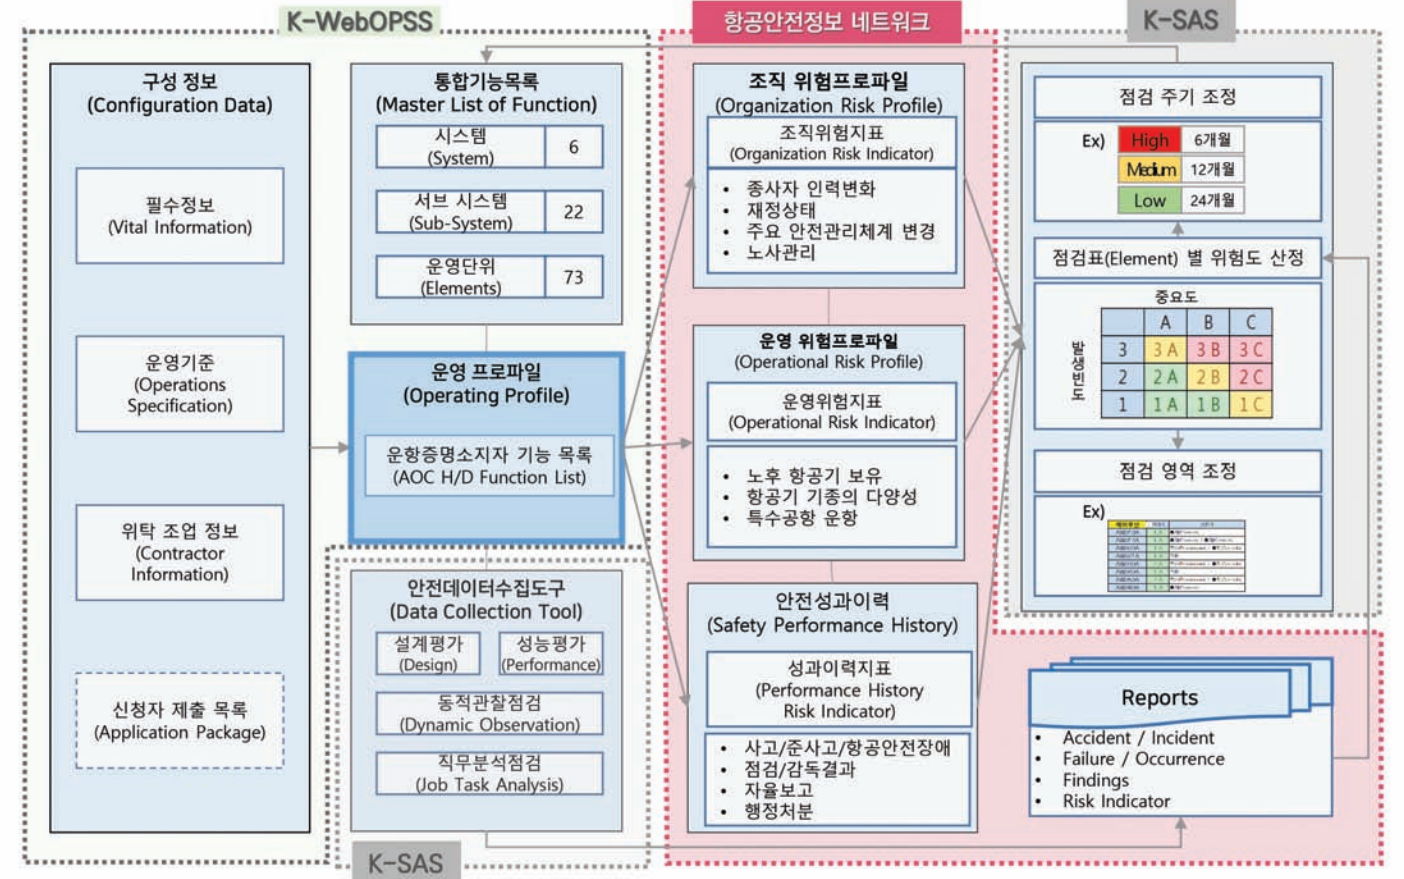 K-WebOPSS
구성 정보
(Configuration Data)
필수정보
(Vital Information)
운영기준
(Operations
Specification)
위탁 조업 정보
(Contractor
Information)
신청자 제출 목록
(Application Package)
통합기능목록
(Master List of Function)
시스템
(System)
6
서브 시스템
(Sub-System)
22
운영단위
(Elements)
73
운영 프로파일
(Operating Profile)
운항증명소지자 기능 목록
(AOC H/D Function List)
안전데이터수집도구
(Data Collection Tool)
설계평가
(Design)
성능평가
(Performance)
동적관찰점검
(Dynamic Observation)
직무분석점검
(Job Task Analysis)
K-SAS
항공안전정보 네트워크
조직 위험프로파일
(Organization Risk Profile)
조직위험지표
(Organization Risk Indicator)
• 종사자 인력변화
• 재정상태
• 주요 안전관리체계 변경
• 노사관리
운영 위험프로파일
(Operational Risk Profile)
운영위험지표
(Operational Risk Indicator)
• 노후 항공기 보유
• 항공기 기종의 다양성
• 특수공항 운항
안전성과이력
(Safety Performance History)
성과이력지표
(Performance History
Risk Indicator)
• 사고/준사고/항공안전장애
• 점검/감독결과
• 자율보고
• 행정처분
K-SAS
점검 주기 조정
Ex)
High 6개월
Medium 12개월
Low 24개월
점검표(Element) 별 위험도 산정
중요도
발생빈도
A B C
3 3A 3B 3C
2 2A 2B 2C
1 1A 1B 1C
점검 영역 조정
Ex)
Reports
• Accident / Incident
• Failure / Occurrence
• Findings
• Risk Indicator